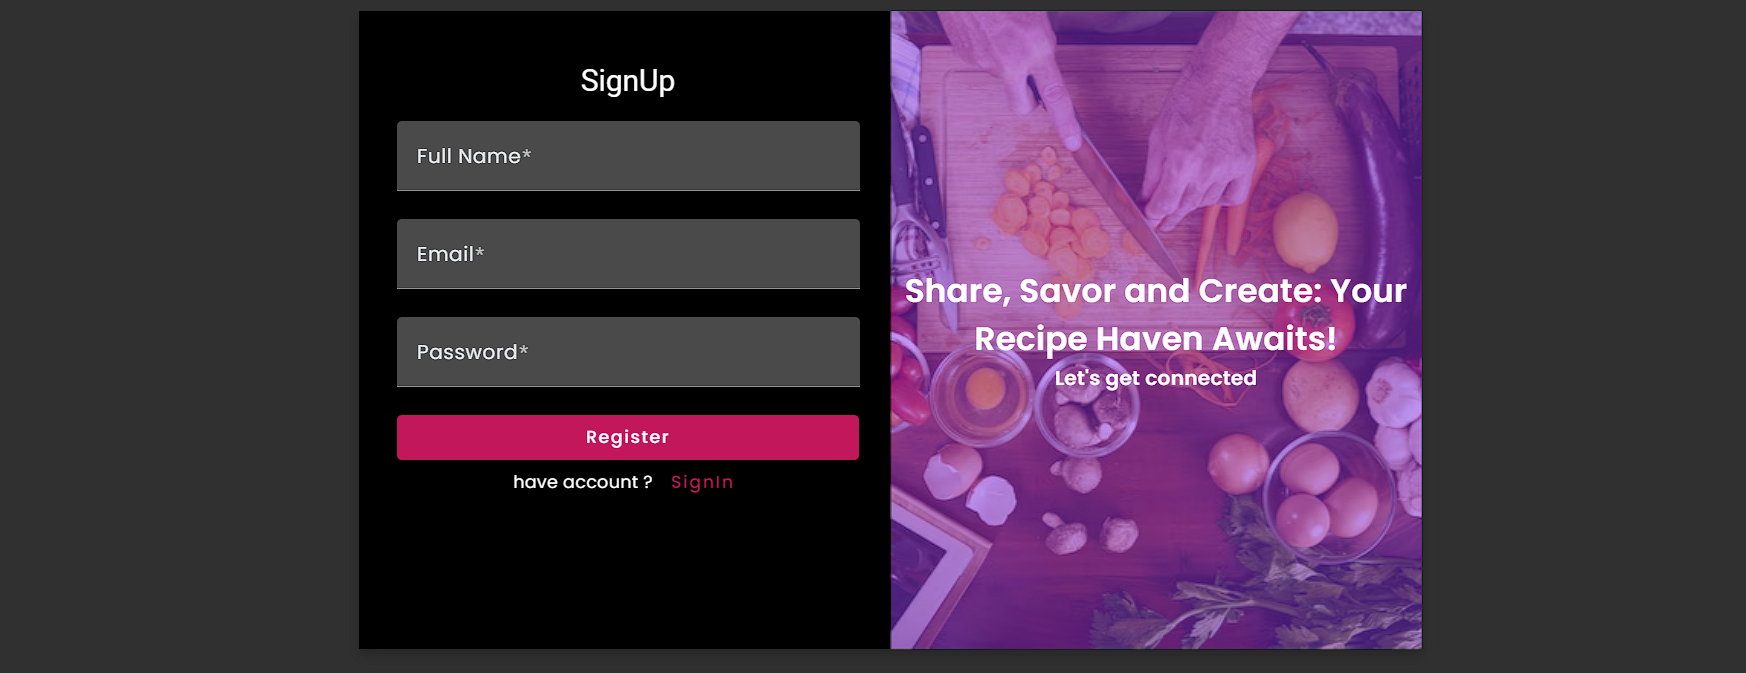 SignUp
Full Name*
Email*
Password*
Register
have account ? SignIn
Share, Savor and Create: Your
Recipe Haven Awaits!
Let's get connected